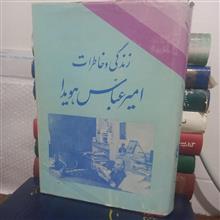 زندگی و خاطرات
امیرعباس هویدا